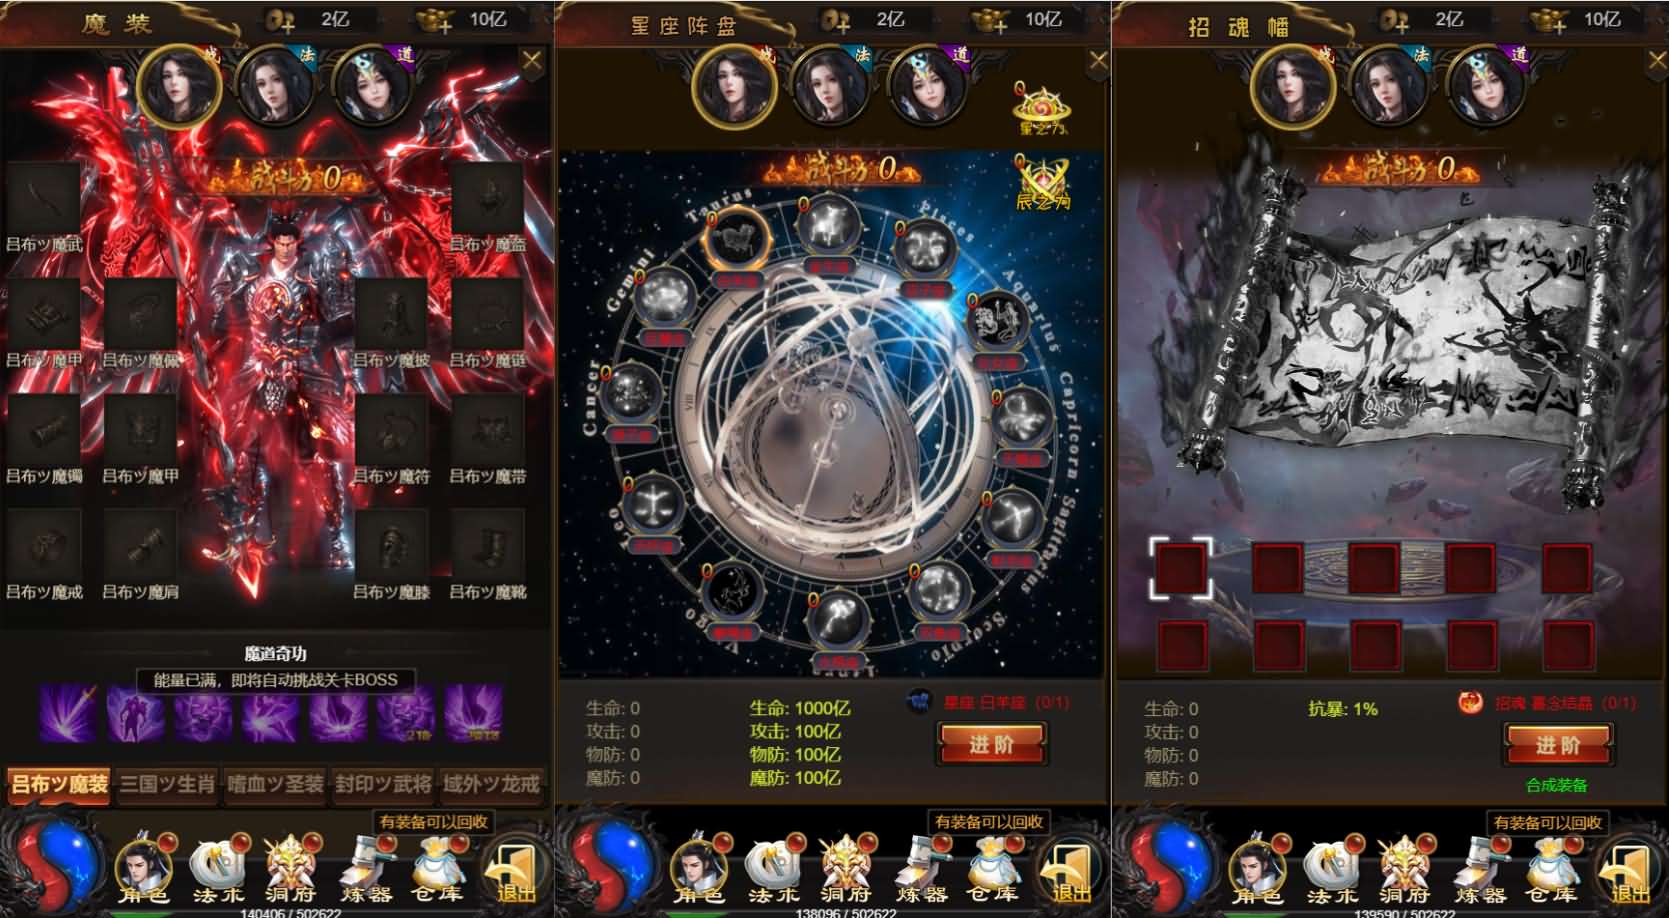 魔装
2亿
10亿
战
法
道
战斗力 0
吕布ツ魔武
吕布ツ魔盔
吕布ツ魔甲
吕布ツ魔佩
吕布ツ魔披
吕布ツ魔链
吕布ツ魔镯
吕布ツ魔甲
吕布ツ魔符
吕布ツ魔带
吕布ツ魔戒
吕布ツ魔肩
吕布ツ魔膝
吕布ツ魔靴
魔道奇功
能量已满，即将自动挑战关卡BOSS
吕布ツ魔装
三国ツ生肖
嗜血ツ圣装
封印ツ武将
域外ツ龙戒
有装备可以回收
角色
法术
洞府
炼器
仓库
退出
140406 / 502622
星座阵盘
2亿
10亿
战
法
道
0
星之力
战斗力 0
0
辰之力
Taurus
Pisces
Gemini
Aquarius
Cancer
Capricorn
Leo
Sagittarius
Scorpio
0
0
0
0
0
0
0
0
0
0
0
0
生命: 0
攻击: 0
物防: 0
魔防: 0
生命: 1000亿
攻击: 100亿
物防: 100亿
魔防: 100亿
星座·白羊座（0/1）
进阶
有装备可以回收
角色
法术
洞府
炼器
仓库
退出
138096 / 502622
招魂幡
2亿
10亿
战
法
道
战斗力 0
生命: 0
攻击: 0
物防: 0
魔防: 0
抗暴: 1%
招魂·喜念结晶（0/1）
进阶
合成装备
有装备可以回收
角色
法术
洞府
炼器
仓库
退出
139590 / 502622